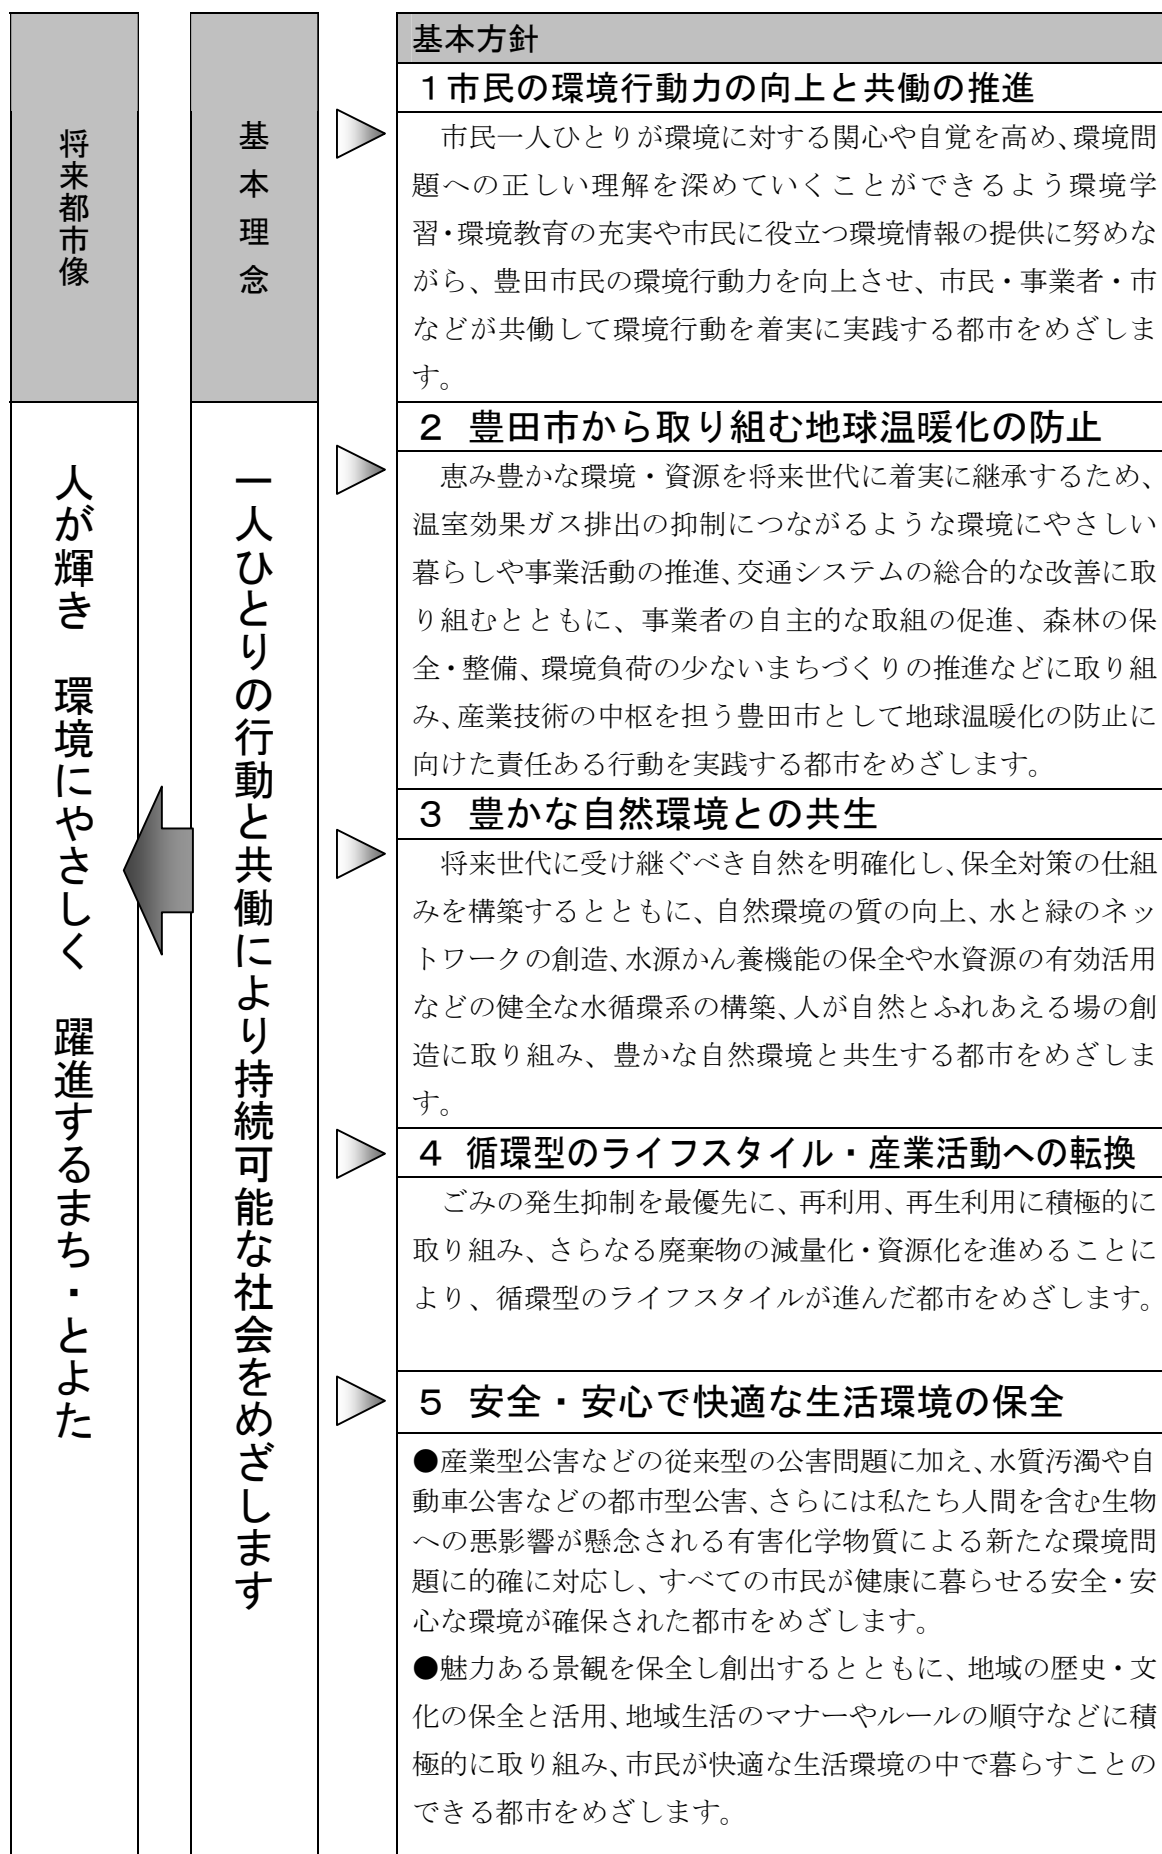 将来都市像
人が輝き　環境にやさしく　躍進するまち・とよた
基本理念
一人ひとりの行動と共働により持続可能な社会をめざします
基本方針
１市民の環境行動力の向上と共働の推進
　市民一人ひとりが環境に対する関心や自覚を高め、環境問
題への正しい理解を深めていくことができるよう環境学
習・環境教育の充実や市民に役立つ環境情報の提供に努めな
がら、豊田市民の環境行動力を向上させ、市民・事業者・市
などが共働して環境行動を着実に実践する都市をめざしま
す。
２　豊田市から取り組む地球温暖化の防止
　恵み豊かな環境・資源を将来世代に着実に継承するため、
温室効果ガス排出の抑制につながるような環境にやさしい
暮らしや事業活動の推進、交通システムの総合的な改善に取
り組むとともに、事業者の自主的な取組の促進、森林の保
全・整備、環境負荷の少ないまちづくりの推進などに取り組
み、産業技術の中枢を担う豊田市として地球温暖化の防止に
向けた責任ある行動を実践する都市をめざします。
３　豊かな自然環境との共生
　将来世代に受け継ぐべき自然を明確化し、保全対策の仕組
みを構築するとともに、自然環境の質の向上、水と緑のネッ
トワークの創造、水源かん養機能の保全や水資源の有効活用
などの健全な水循環系の構築、人が自然とふれあえる場の創
造に取り組み、豊かな自然環境と共生する都市をめざしま
す。
４　循環型のライフスタイル・産業活動への転換
　ごみの発生抑制を最優先に、再利用、再生利用に積極的に
取り組み、さらなる廃棄物の減量化・資源化を進めることに
より、循環型のライフスタイルが進んだ都市をめざします。
５　安全・安心で快適な生活環境の保全
●産業型公害などの従来型の公害問題に加え、水質汚濁や自
動車公害などの都市型公害、さらには私たち人間を含む生物
への悪影響が懸念される有害化学物質による新たな環境問
題に的確に対応し、すべての市民が健康に暮らせる安全・安
心な環境が確保された都市をめざします。
●魅力ある景観を保全し創出するとともに、地域の歴史・文
化の保全と活用、地域生活のマナーやルールの順守などに積
極的に取り組み、市民が快適な生活環境の中で暮らすことの
できる都市をめざします。